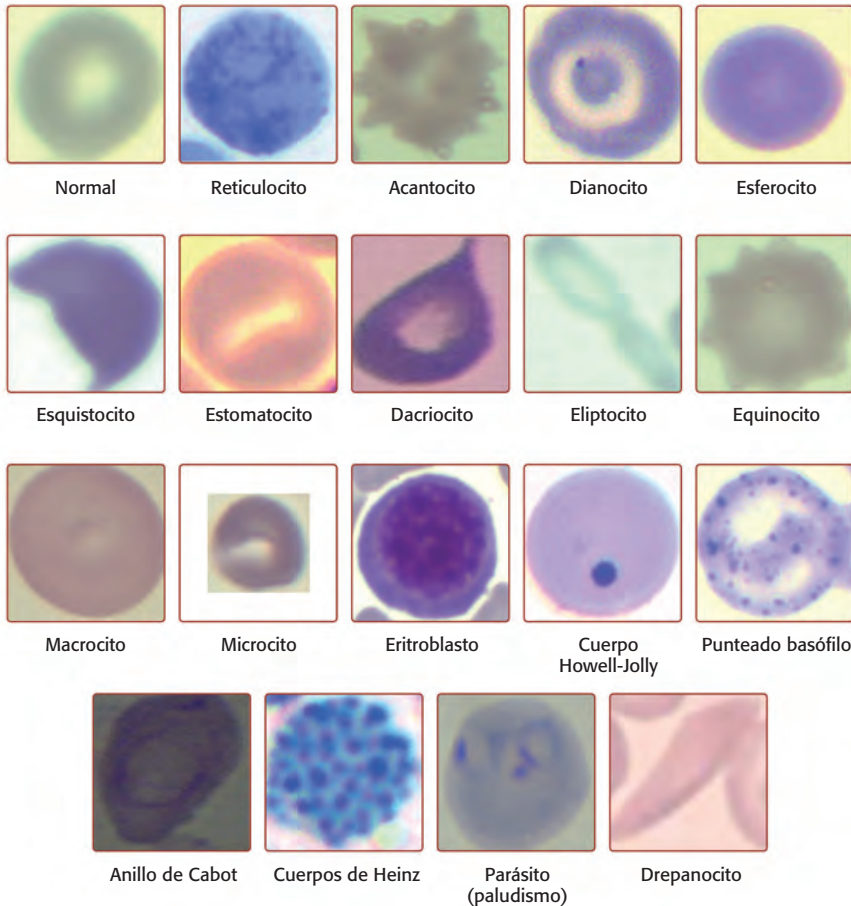 Normal
Reticulocito
Acantocito
Dianocito
Esferocito
Esquistocito
Estomatocito
Dacriocito
Eliptocito
Equinocito
Macrocito
Microcito
Eritroblasto
Cuerpo
Howell-Jolly
Punteado basófilo
Anillo de Cabot
Cuerpos de Heinz
Parásito
(paludismo)
Drepanocito